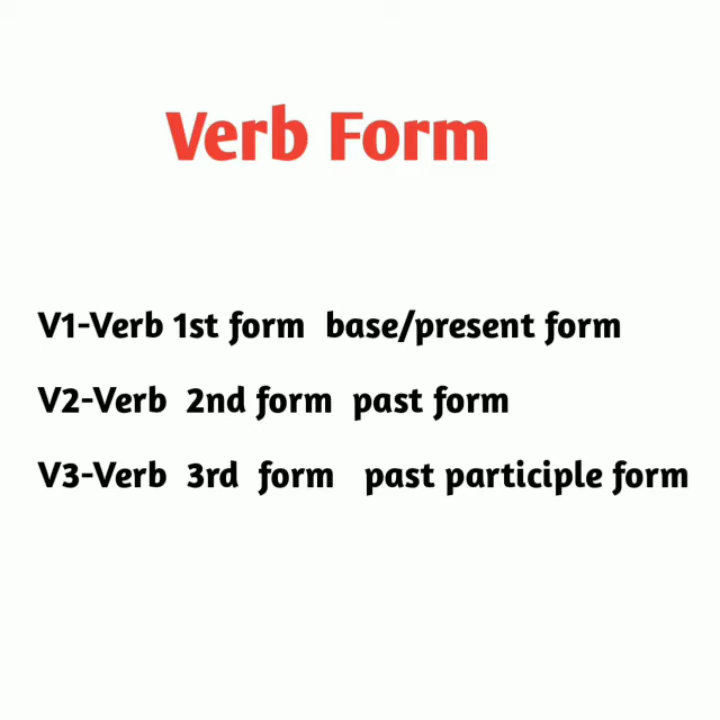 Verb Form
V1-Verb 1st form base/present form
V2-Verb 2nd form past form
V3-Verb 3rd form past participle form